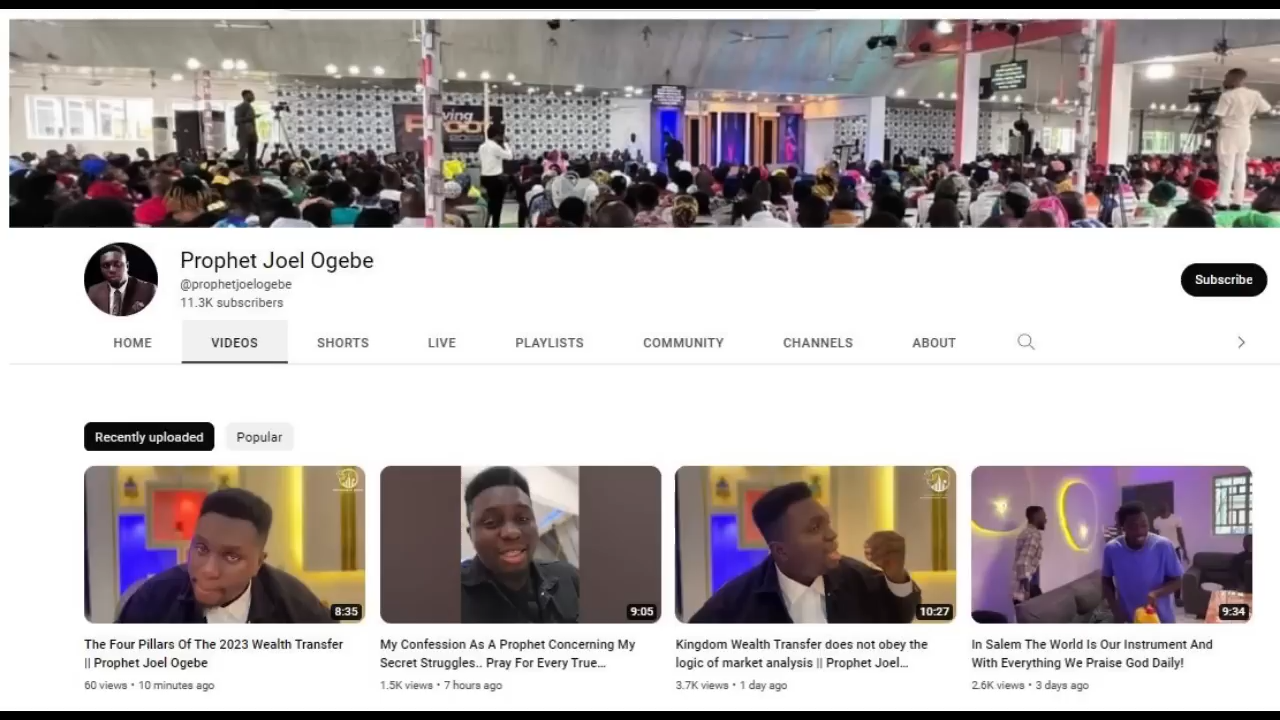 Prophet Joel Ogebe
@prophetjoelogebe
11.3K subscribers
Subscribe
HOME VIDEOS SHORTS LIVE PLAYLISTS COMMUNITY CHANNELS ABOUT
Recently uploaded Popular
8:35
9:05
10:27
9:34
The Four Pillars Of The 2023 Wealth Transfer
|| Prophet Joel Ogebe
60 views • 10 minutes ago
My Confession As A Prophet Concerning My
Secret Struggles.. Pray For Every True...
1.5K views • 7 hours ago
Kingdom Wealth Transfer does not obey the
logic of market analysis || Prophet Joel...
3.7K views • 1 day ago
In Salem The World Is Our Instrument And
With Everything We Praise God Daily!
2.6K views • 3 days ago